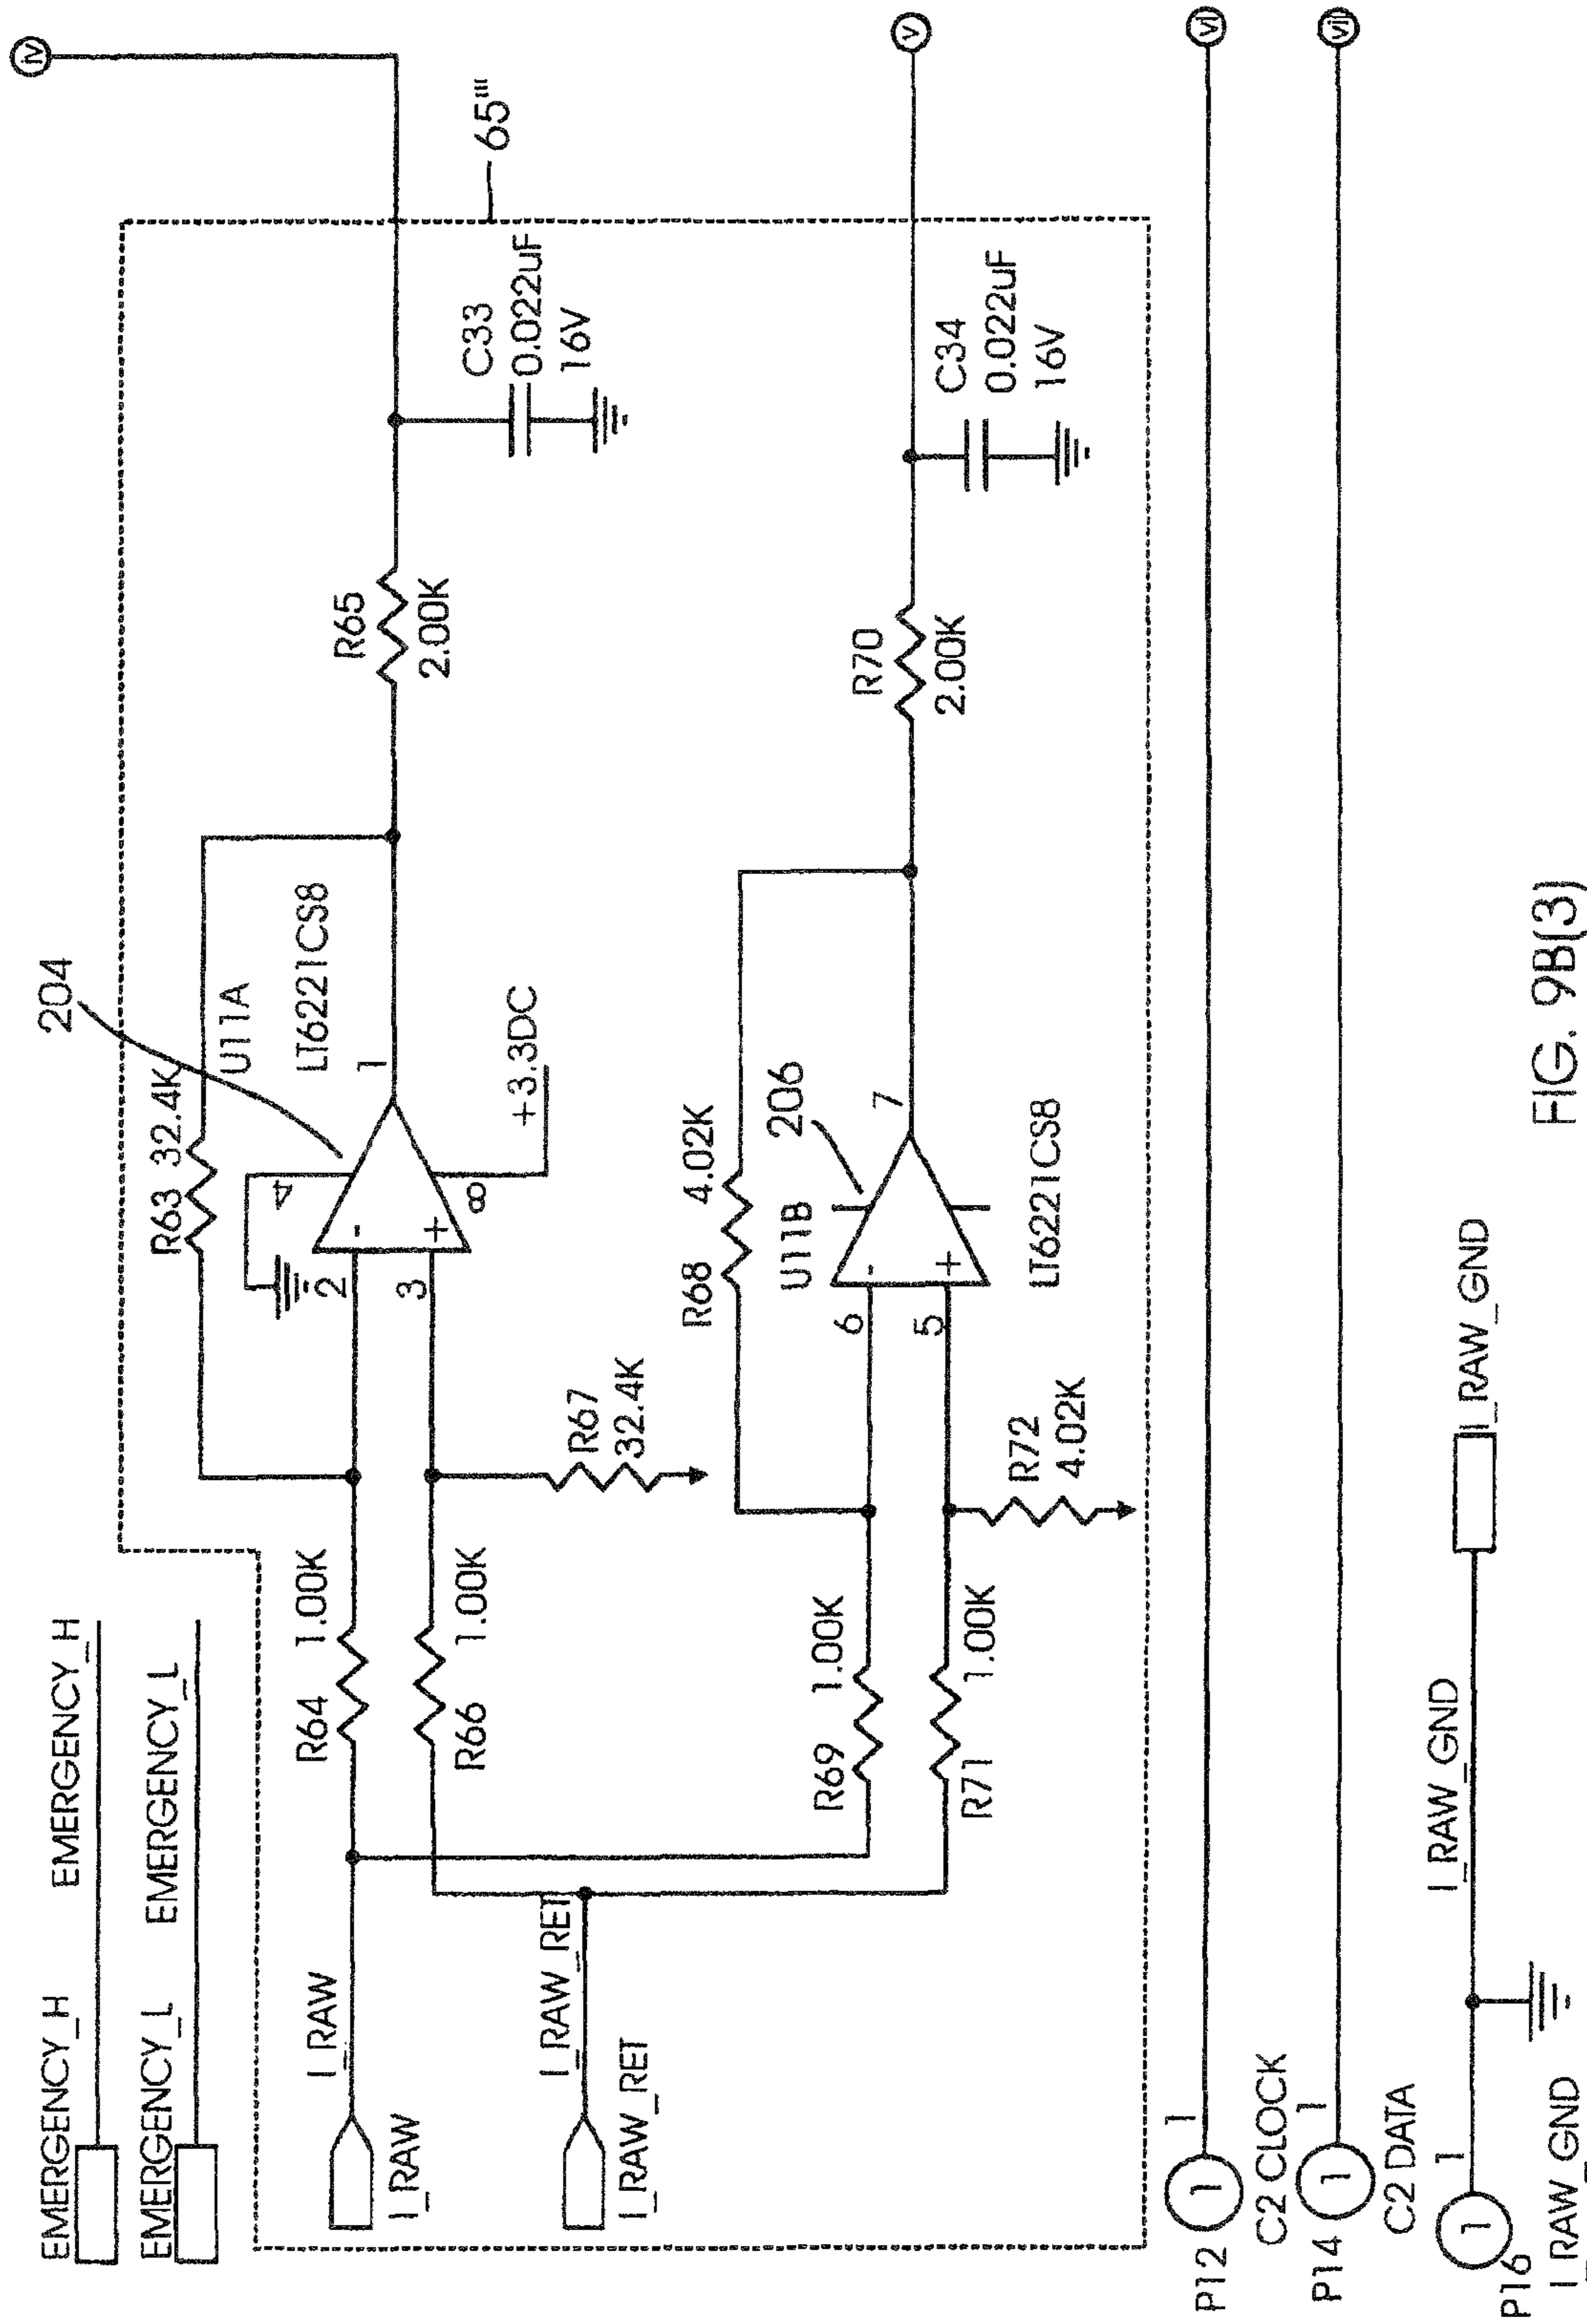 EMERGENCY_H
EMERGENCY_H
EMERGENCY_L
EMERGENCY_L
204
iv
R63 32.4K
U11A
LT6221CS8
4
1
2
-
3
+
8
+3.3DC
R64 1.00K
R66 1.00K
R65
2.00K
C33
0.022uF
16V
65'''
I_RAW
I_RAW
I_RAW_RET
I_RAW_RET
R67
32.4K
R68 4.02K
206
U11B
6
-
5
+
7
LT6221CS8
R69 1.00K
R71 1.00K
R72
4.02K
R70
2.00K
C34
0.022uF
16V
v
P12 1 1
C2 CLOCK
vi
P14 1 1
C2 DATA
vii
P16 1 1
I_RAW_GND
I_RAW_GND
I_RAW_GND
FIG. 9B(3)